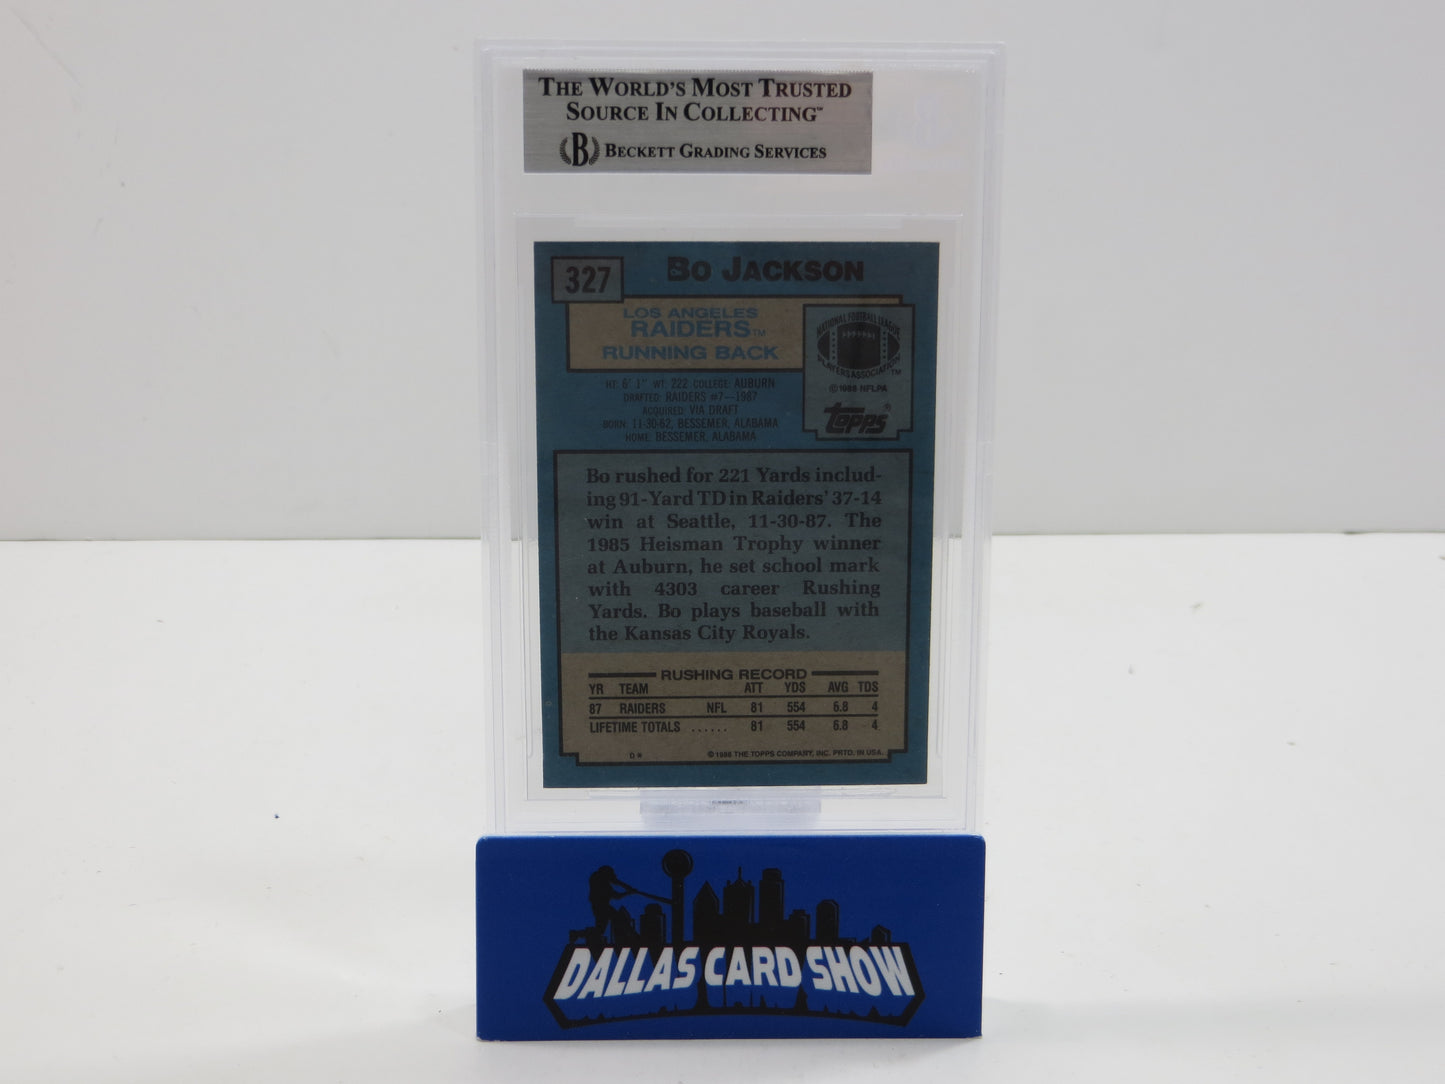 THE WORLD'S MOST TRUSTED
SOURCE IN COLLECTING™
B BECKETT GRADING SERVICES
327
BO JACKSON
LOS ANGELES
RAIDERS™
RUNNING BACK
NATIONAL FOOTBALL LEAGUE
PLAYERS ASSOCIATION™
©1988 NFLPA
topps®
HT: 6' 1" WT: 222 COLLEGE: AUBURN
DRAFTED: RAIDERS #7—1987
ACQUIRED: VIA DRAFT
BORN: 11-30-62, BESSEMER, ALABAMA
HOME: BESSEMER, ALABAMA
Bo rushed for 221 Yards includ-
ing 91-Yard TD in Raiders' 37-14
win at Seattle, 11-30-87. The
1985 Heisman Trophy winner
at Auburn, he set school mark
with 4303 career Rushing
Yards. Bo plays baseball with
the Kansas City Royals.
RUSHING RECORD
YR TEAM ATT YDS AVG TDS
87 RAIDERS NFL 81 554 6.8 4
LIFETIME TOTALS ...... 81 554 6.8 4
D* ©1988 THE TOPPS COMPANY, INC. PRTD. IN USA.
DALLAS CARD SHOW